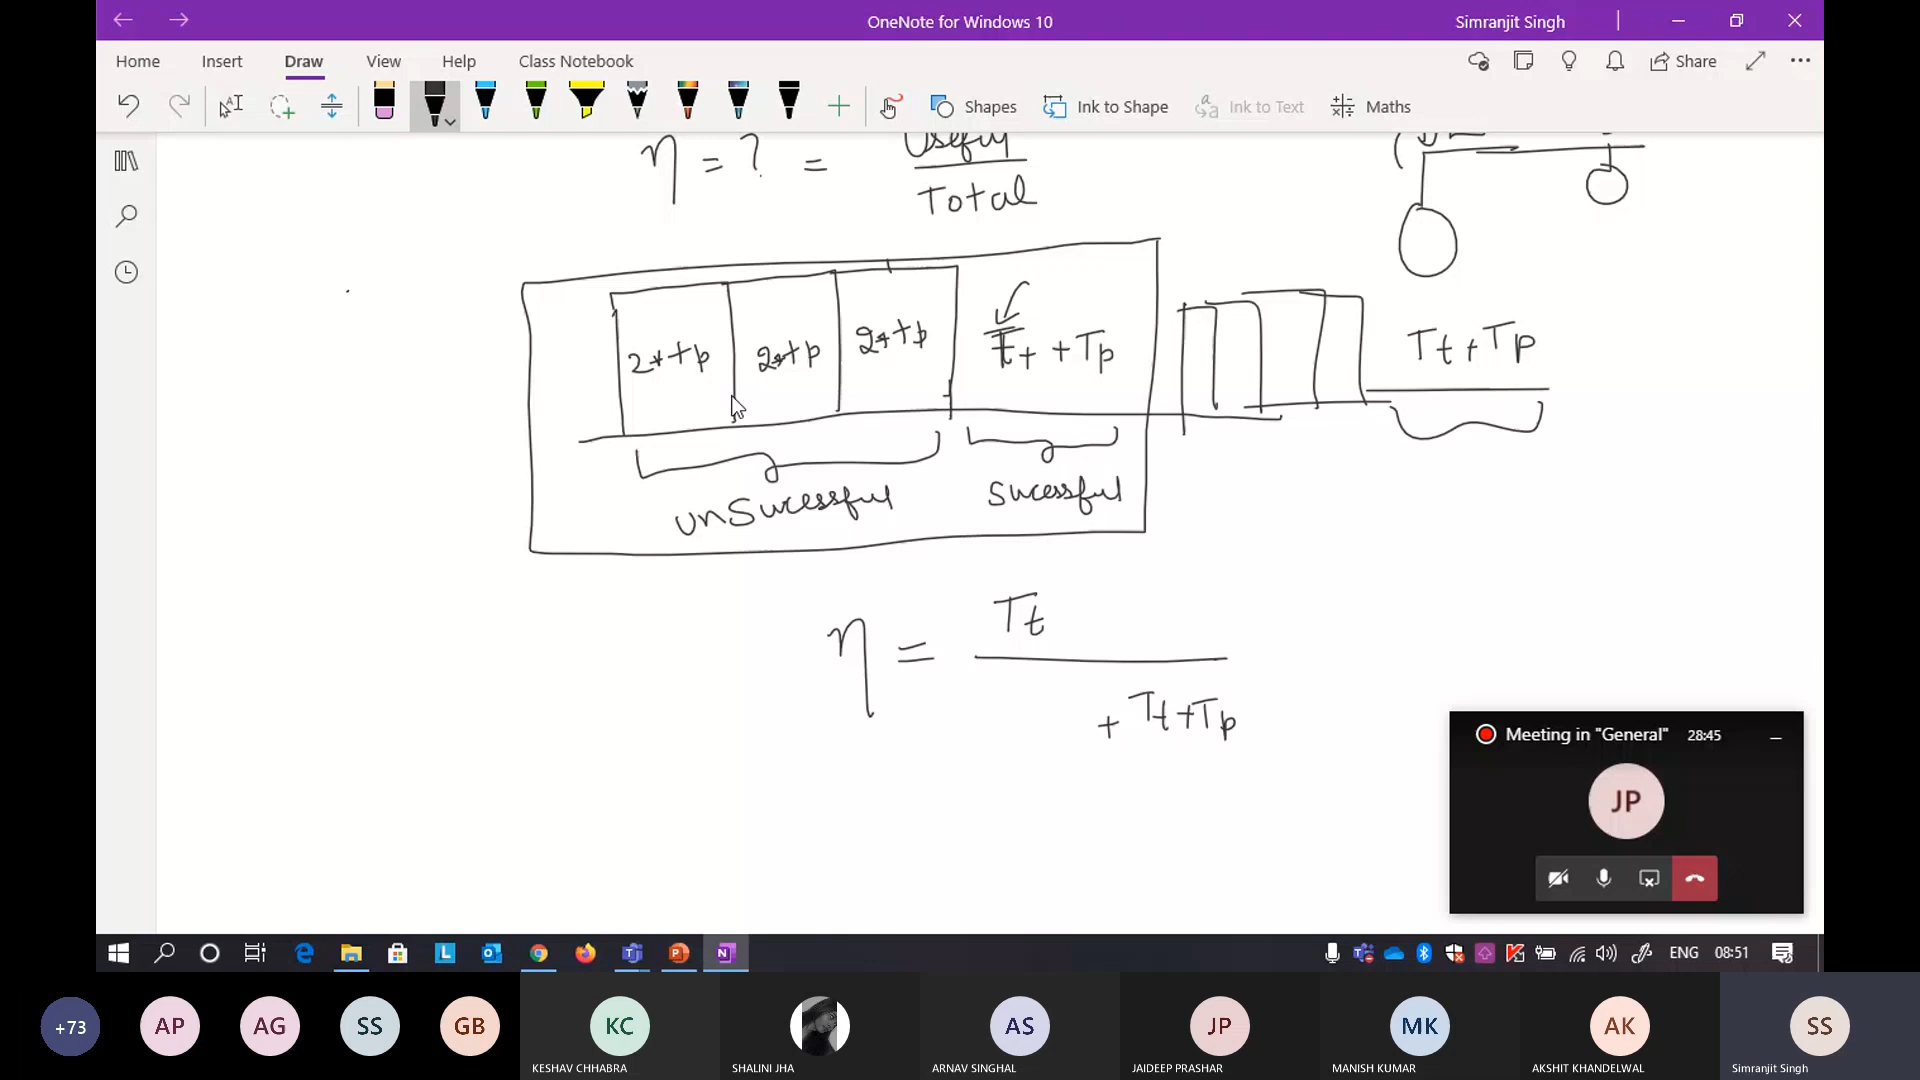 OneNote for Windows 10
Simranjit Singh
Home Insert Draw View Help Class Notebook
Share
Shapes Ink to Shape Ink to Text Maths
η = ? = Useful
Total
2*Tp 2*Tp 2*Tp Tt + Tp
Tt + Tp
unSucessful Sucessful
η = Tt
+ Tt + Tp
Meeting in "General" 28:45
JP
ENG 08:51
+73 AP AG SS GB KC AS JP MK AK SS
KESHAV CHHABRA SHALINI JHA ARNAV SINGHAL JAIDEEP PRASHAR MANISH KUMAR AKSHIT KHANDELWAL Simranjit Singh